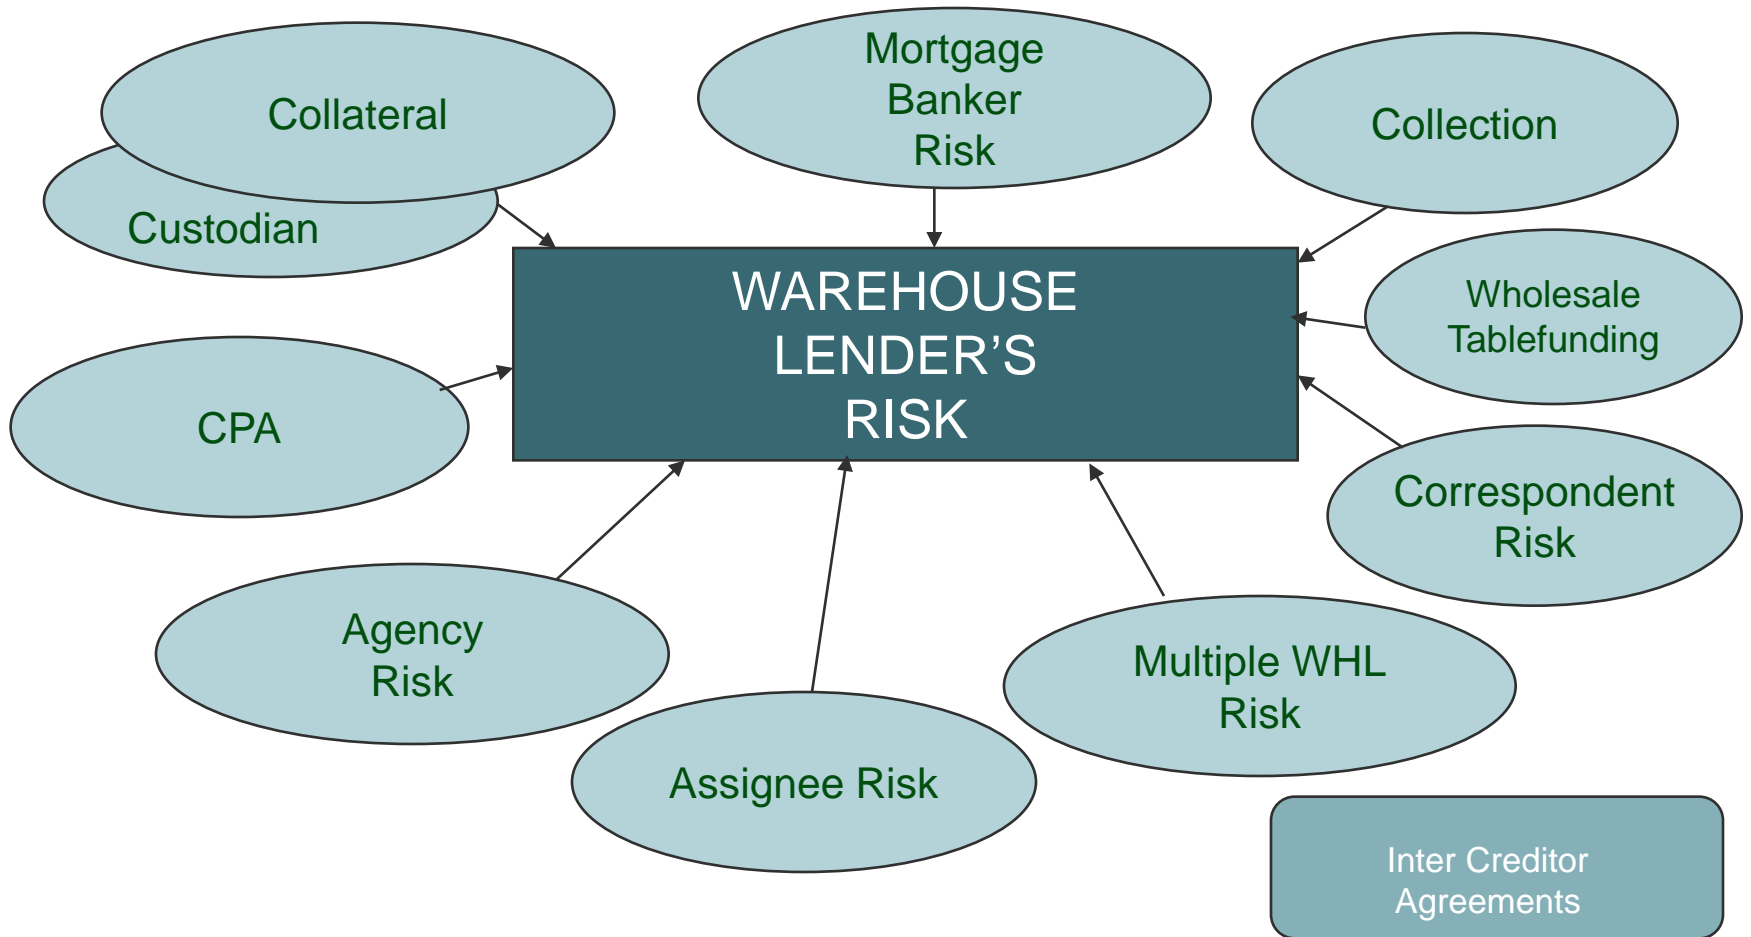 Collateral
Custodian
Mortgage
Banker
Risk
Collection
WAREHOUSE
LENDER’S
RISK
Wholesale
Tablefunding
CPA
Correspondent
Risk
Agency
Risk
Multiple WHL
Risk
Assignee Risk
Inter Creditor
Agreements